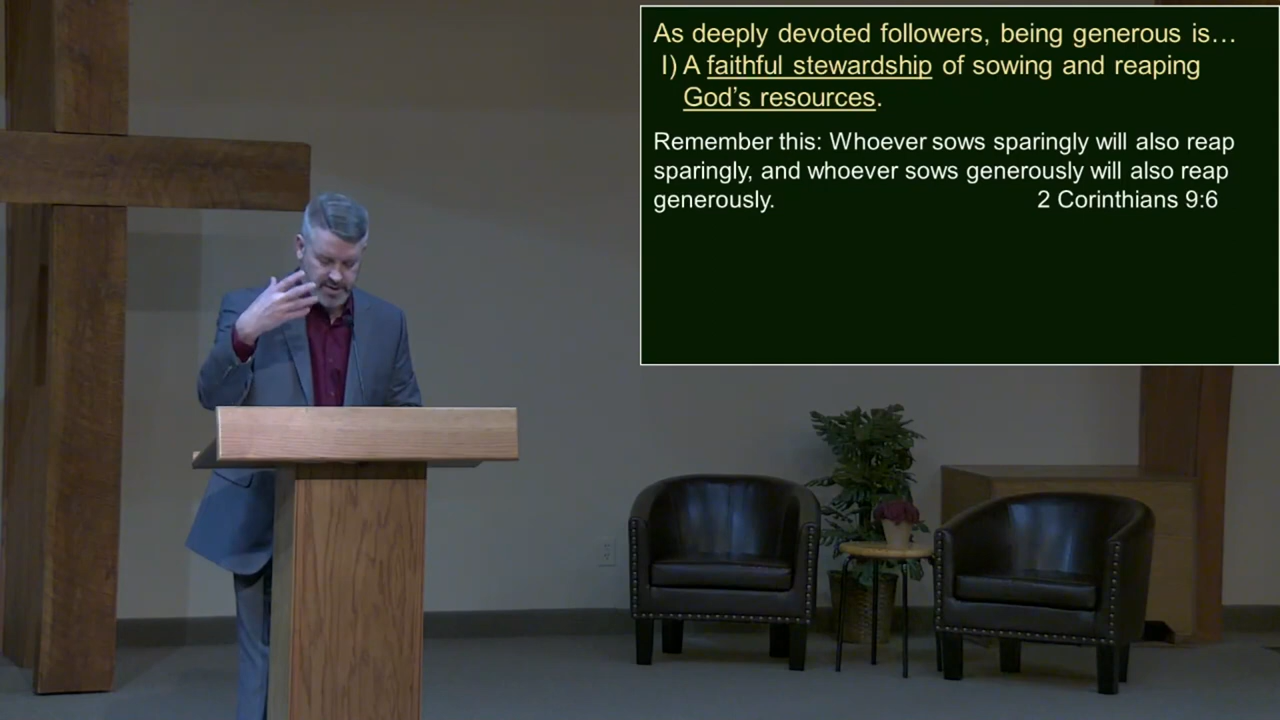 As deeply devoted followers, being generous is…
I) A faithful stewardship of sowing and reaping
God’s resources.
Remember this: Whoever sows sparingly will also reap
sparingly, and whoever sows generously will also reap
generously. 2 Corinthians 9:6